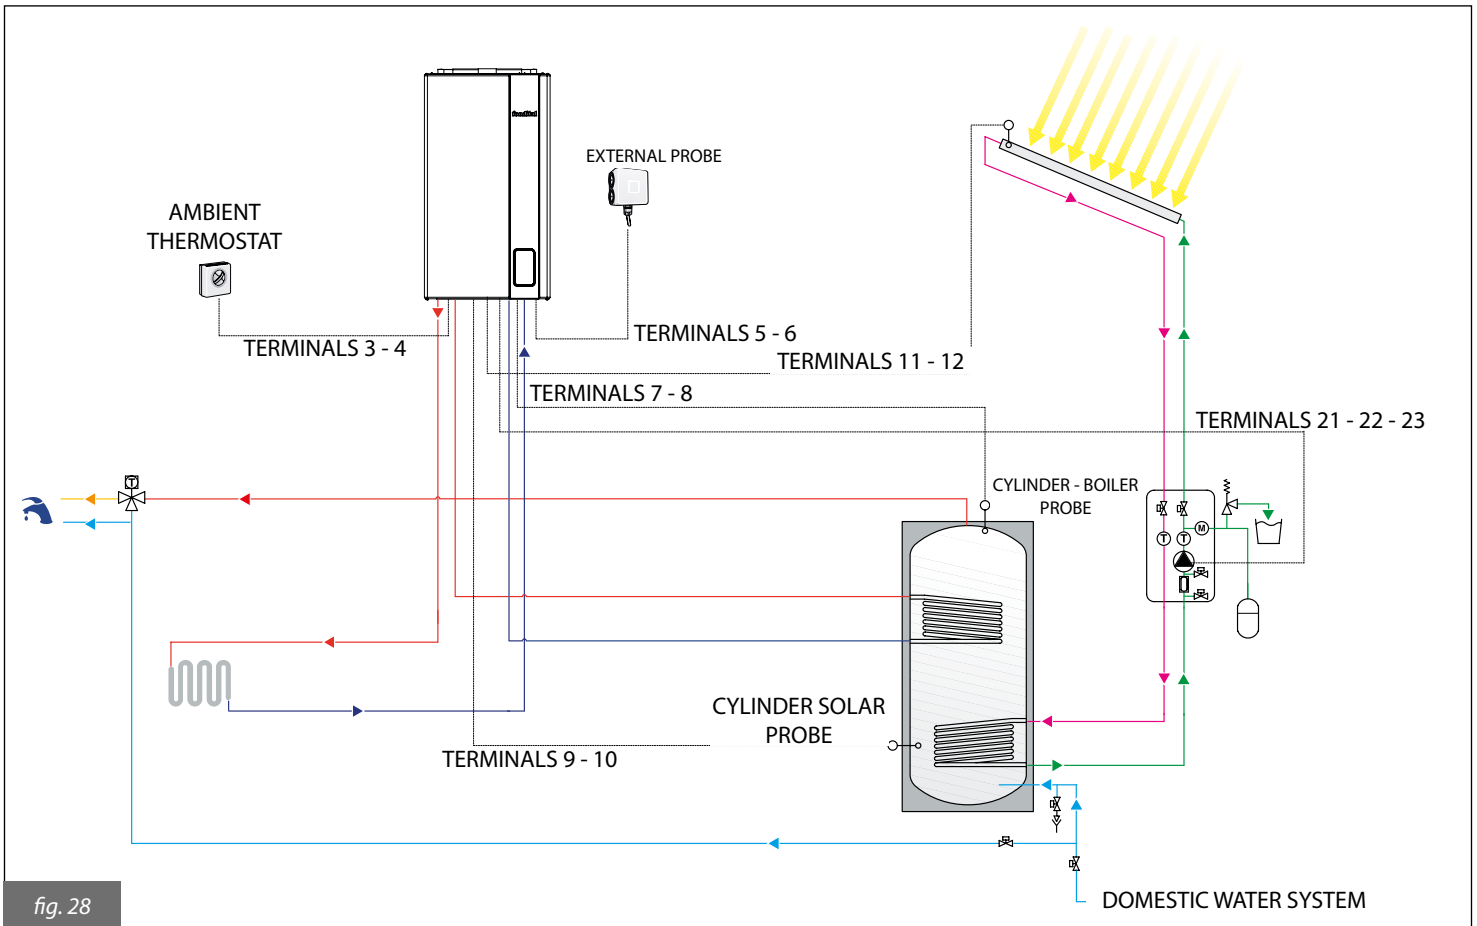 EXTERNAL PROBE
AMBIENT
THERMOSTAT
TERMINALS 3 - 4
TERMINALS 5 - 6
TERMINALS 11 - 12
TERMINALS 7 - 8
TERMINALS 21 - 22 - 23
CYLINDER - BOILER
PROBE
T
M
T
T
CYLINDER SOLAR
PROBE
TERMINALS 9 - 10
DOMESTIC WATER SYSTEM
fig. 28